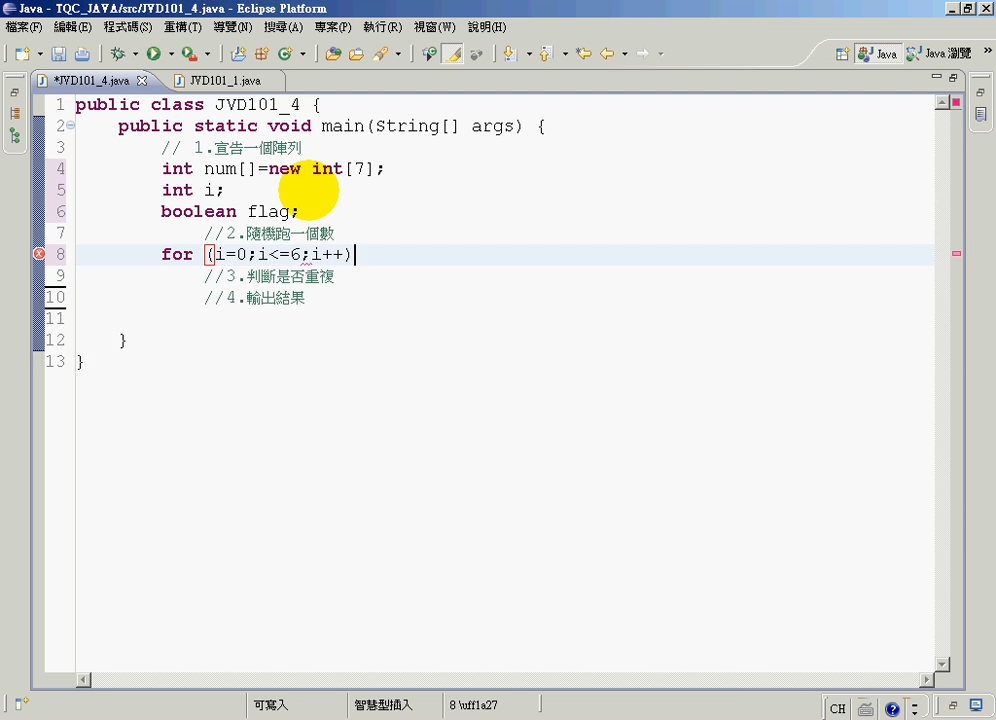 Java - TQC_JAVA/src/JVD101_4.java - Eclipse Platform
檔案(F) 編輯(E) 程式碼(S) 重構(T) 導覽(N) 搜尋(A) 專案(P) 執行(R) 視窗(W) 說明(H)
Java Java 瀏覽 »
*JVD101_4.java JVD101_1.java
1 public class JVD101_4 {
2 public static void main(String[] args) {
3 // 1.宣告一個陣列
4 int num[]=new int[7];
5 int i;
6 boolean flag;
7 //2.隨機跑一個數
8 for (i=0;i<=6;i++)
9 //3.判斷是否重複
10 //4.輸出結果
11
12 }
13 }
可寫入 智慧型插入 8 \uff1a27 CH